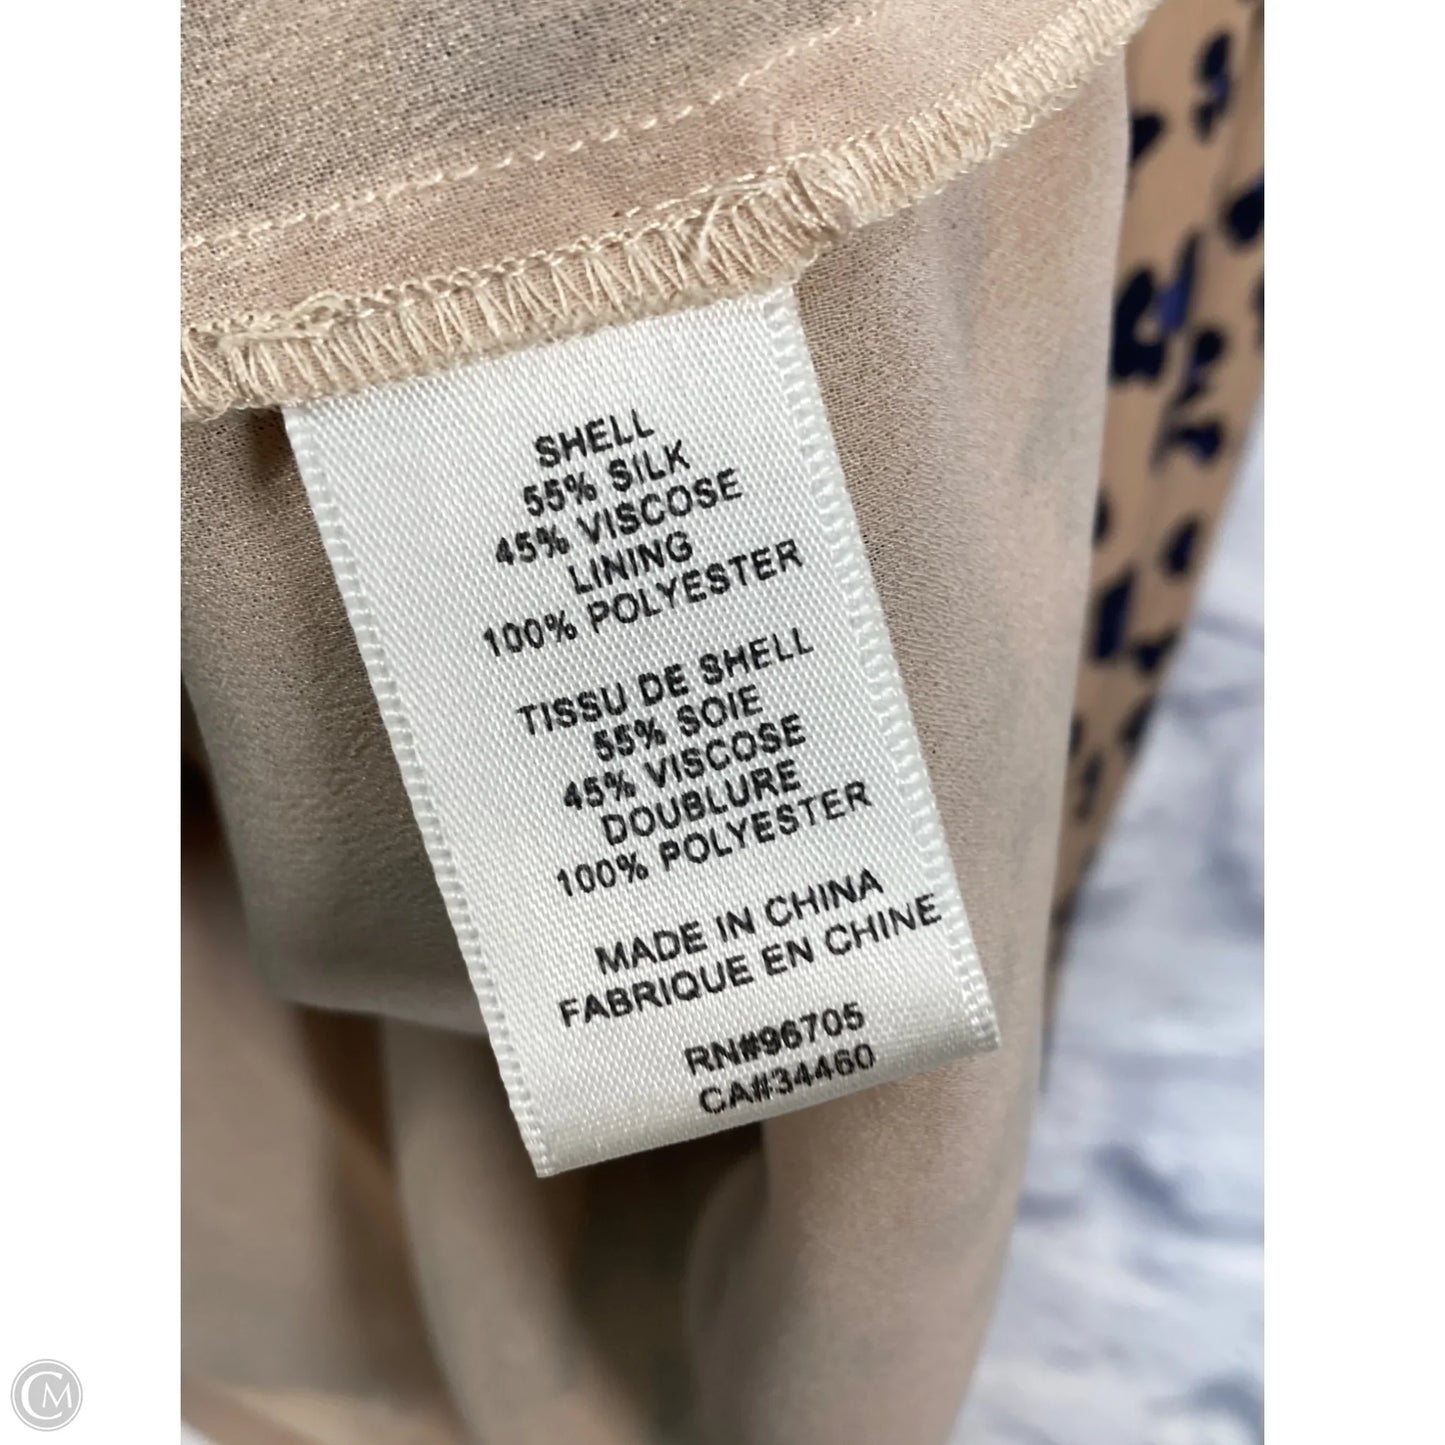 SHELL
55% SILK
45% VISCOSE
LINING
100% POLYESTER
TISSU DE SHELL
55% SOIE
45% VISCOSE
DOUBLURE
100% POLYESTER
MADE IN CHINA
FABRIQUE EN CHINE
RN#96705
CA#34460
CM